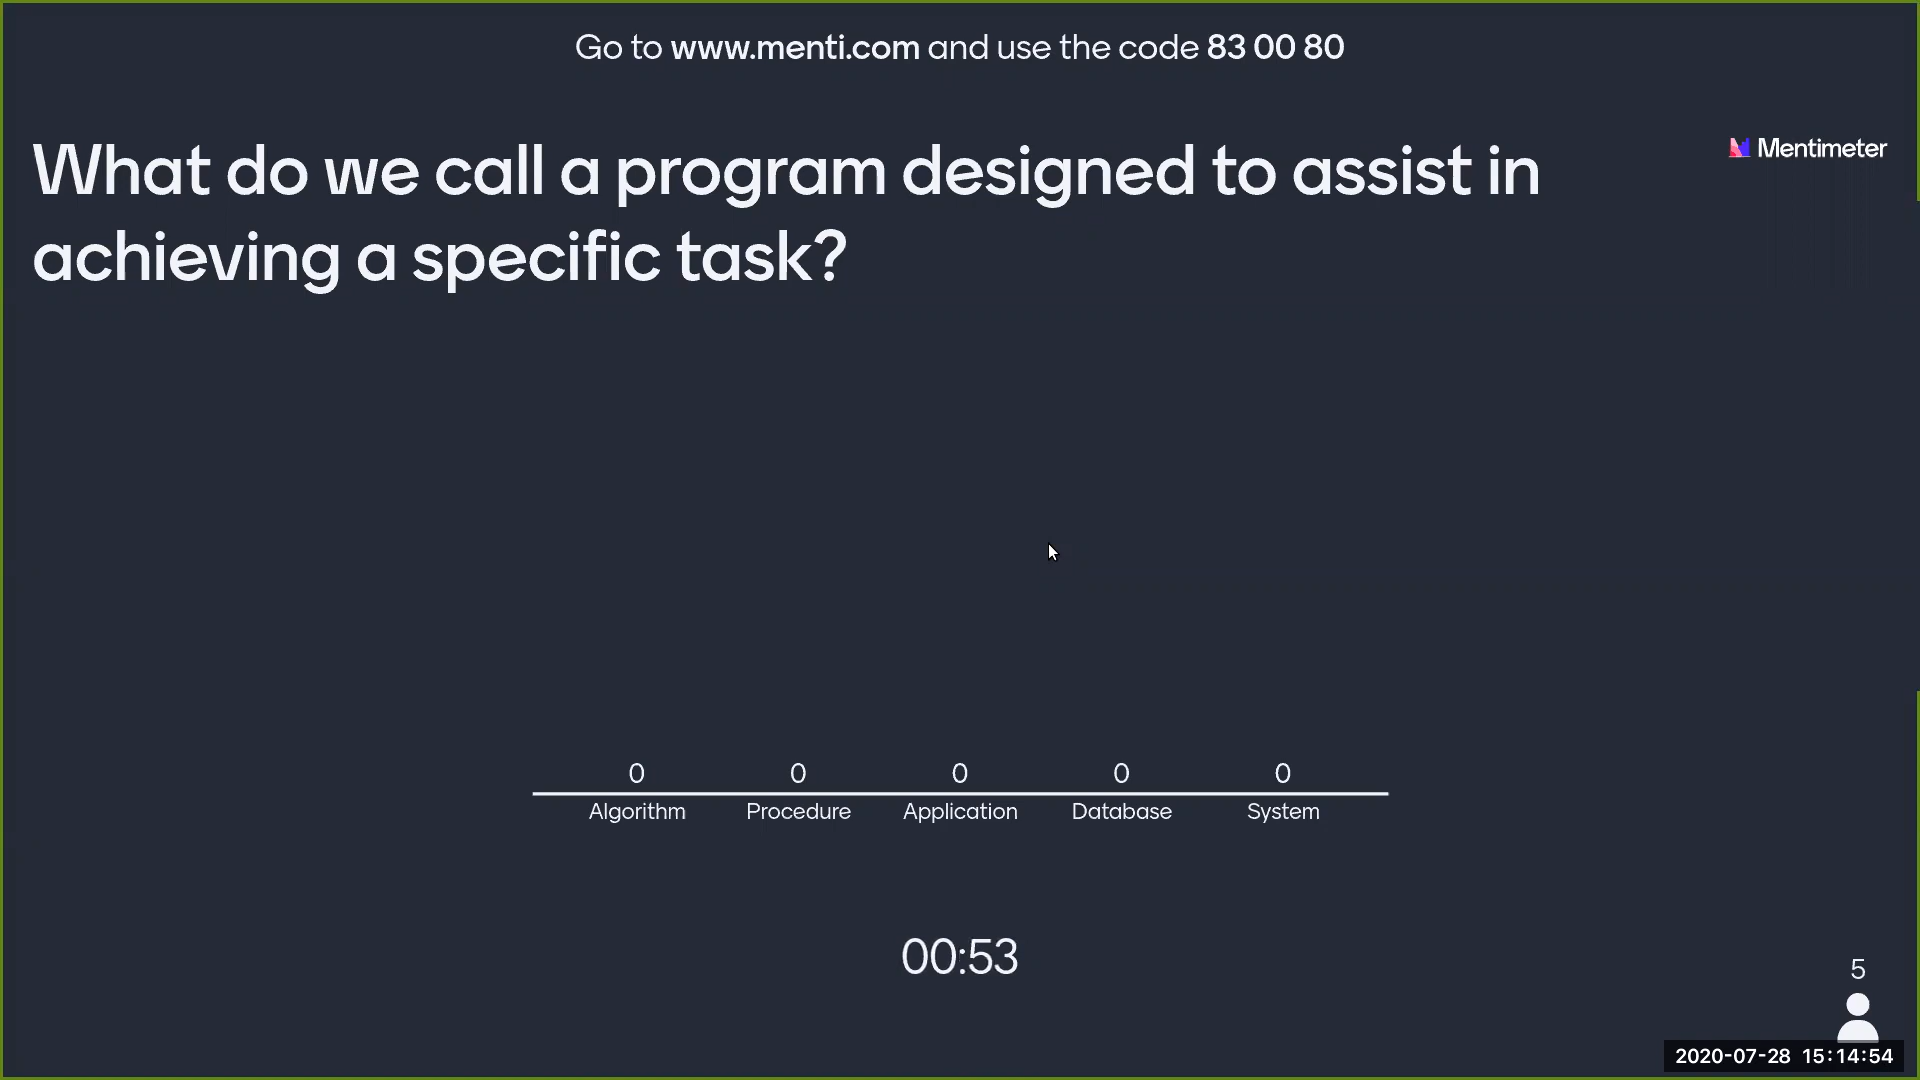 Go to www.menti.com and use the code 83 00 80
Mentimeter
What do we call a program designed to assist in
achieving a specific task?
0 0 0 0 0
Algorithm Procedure Application Database System
00:53
5
2020-07-28 15:14:54